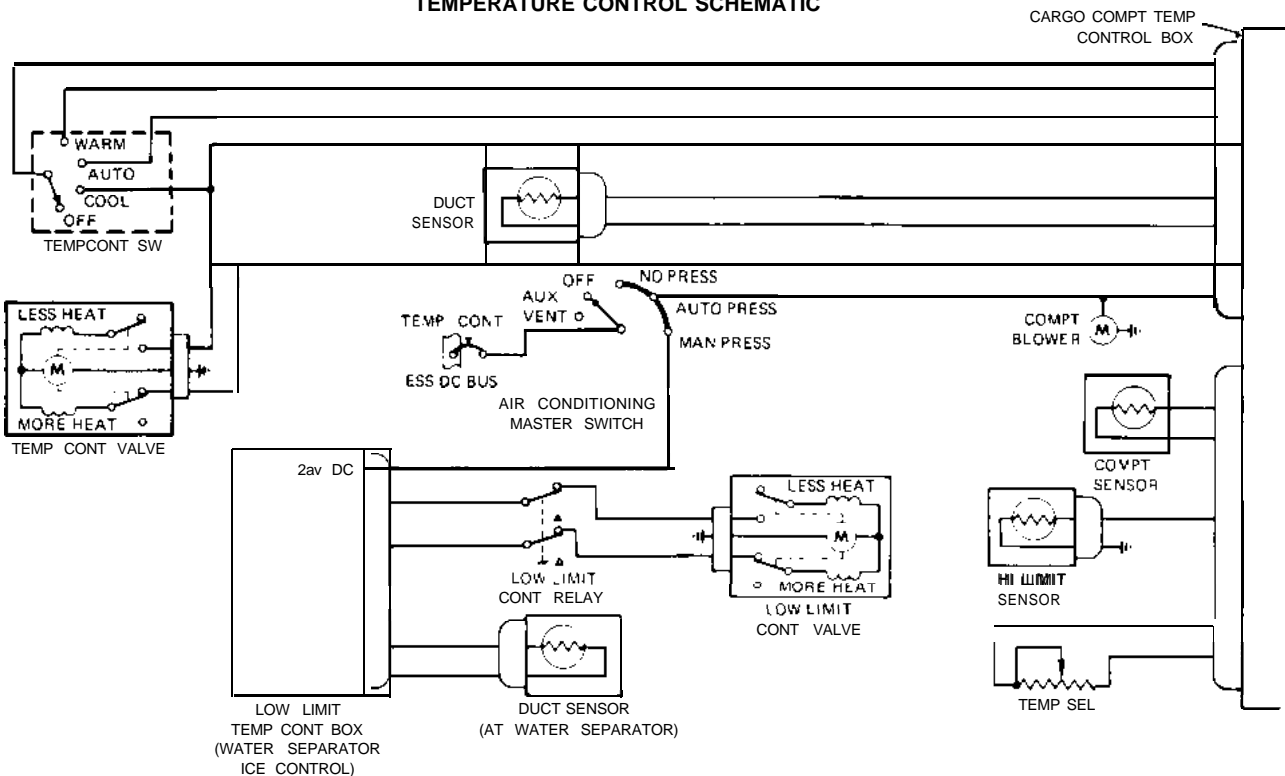 TEMPERATURE CONTROL SCHEMATIC
CARGO COMPT TEMP
CONTROL BOX
WARM
AUTO
COOL
OFF
TEMPCONT SW
DUCT
SENSOR
LESS HEAT
M
MORE HEAT
TEMP CONT VALVE
OFF
NO PRESS
AUX
VENT
AUTO PRESS
MAN PRESS
TEMP CONT
ESS DC BUS
AIR CONDITIONING
MASTER SWITCH
COMPT
BLOWER
M
COMPT
SENSOR
2av DC
LOW LIMIT
CONT RELAY
LESS HEAT
M
MORE HEAT
LOW LIMIT
CONT VALVE
HI LIMIT
SENSOR
TEMP SEL
LOW LIMIT
TEMP CONT BOX
(WATER SEPARATOR
ICE CONTROL)
DUCT SENSOR
(AT WATER SEPARATOR)